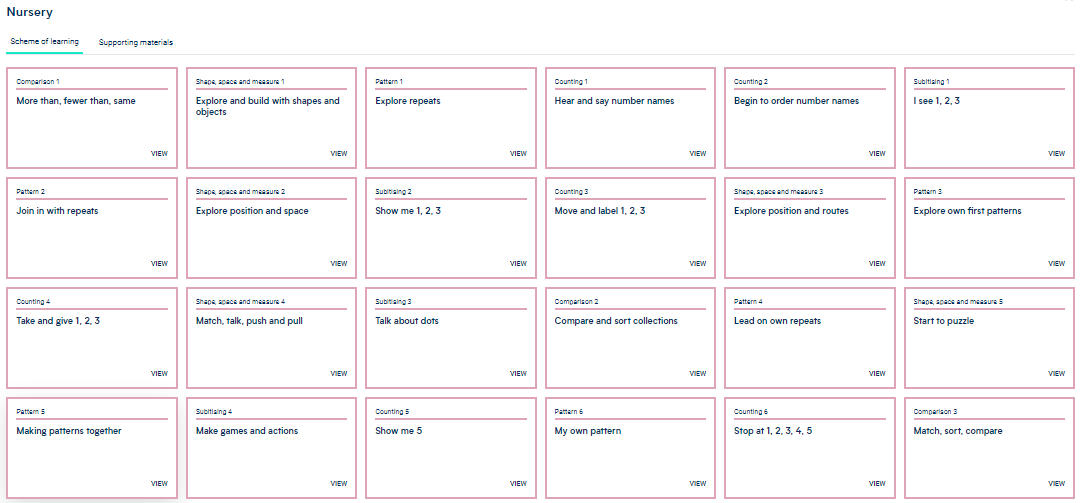 Nursery
Scheme of learning
Supporting materials
Comparison 1
More than, fewer than, same
VIEW
Shape, space and measure 1
Explore and build with shapes and
objects
VIEW
Pattern 1
Explore repeats
VIEW
Counting 1
Hear and say number names
VIEW
Counting 2
Begin to order number names
VIEW
Subitising 1
I see 1, 2, 3
VIEW
Pattern 2
Join in with repeats
VIEW
Shape, space and measure 2
Explore position and space
VIEW
Subitising 2
Show me 1, 2, 3
VIEW
Counting 3
Move and label 1, 2, 3
VIEW
Shape, space and measure 3
Explore position and routes
VIEW
Pattern 3
Explore own first patterns
VIEW
Counting 4
Take and give 1, 2, 3
VIEW
Shape, space and measure 4
Match, talk, push and pull
VIEW
Subitising 3
Talk about dots
VIEW
Comparison 2
Compare and sort collections
VIEW
Pattern 4
Lead on own repeats
VIEW
Shape, space and measure 5
Start to puzzle
VIEW
Pattern 5
Making patterns together
VIEW
Subitising 4
Make games and actions
VIEW
Counting 5
Show me 5
VIEW
Pattern 6
My own pattern
VIEW
Counting 6
Stop at 1, 2, 3, 4, 5
VIEW
Comparison 3
Match, sort, compare
VIEW